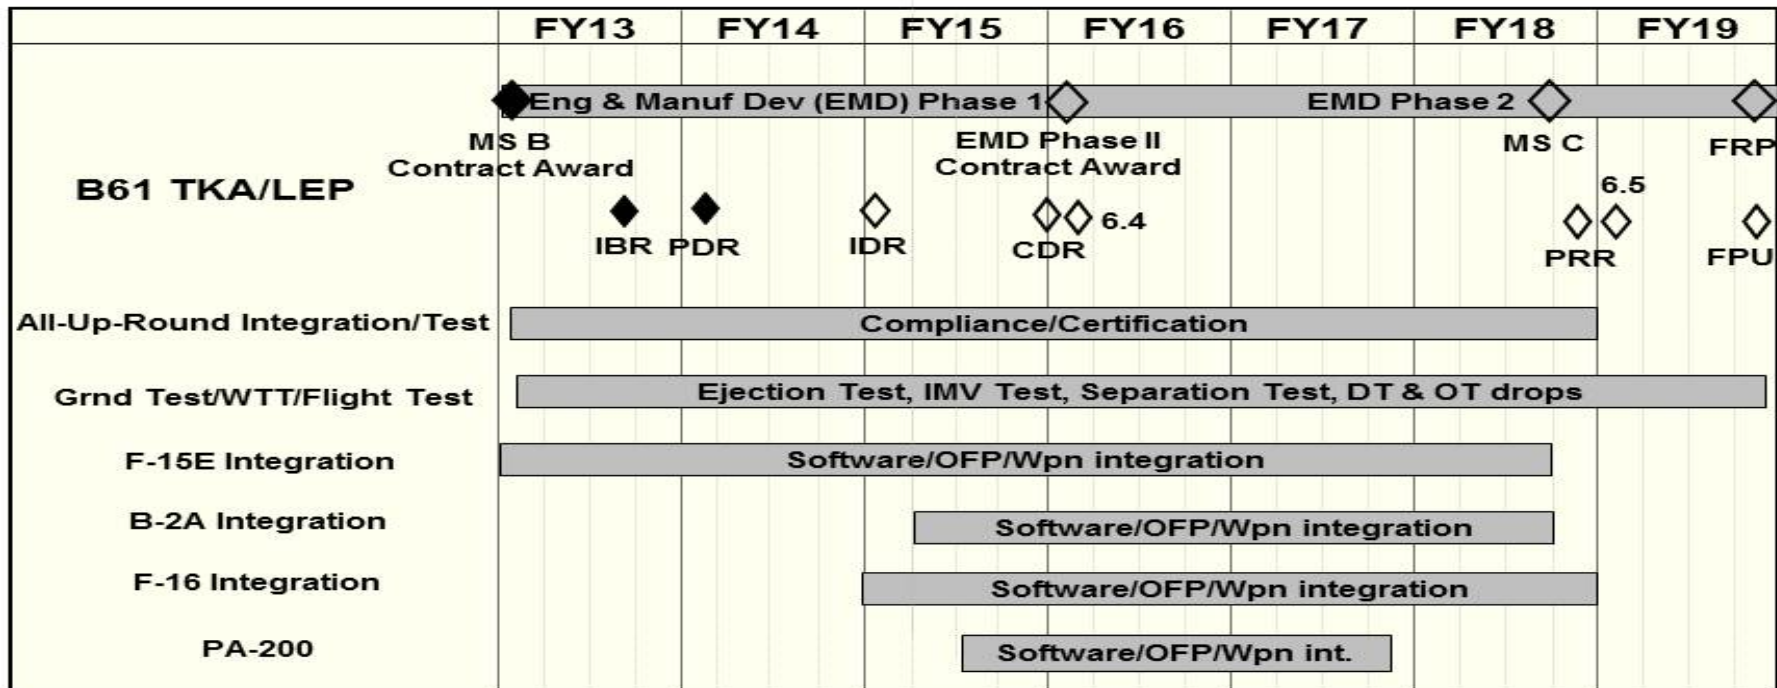 FY13 FY14 FY15 FY16 FY17 FY18 FY19
Eng & Manuf Dev (EMD) Phase 1 EMD Phase 2
MS B
Contract Award
EMD Phase II
Contract Award
MS C
FRP
B61 TKA/LEP
6.5
6.4
IBR PDR IDR CDR PRR FPU
All-Up-Round Integration/Test Compliance/Certification
Grnd Test/WTT/Flight Test Ejection Test, IMV Test, Separation Test, DT & OT drops
F-15E Integration Software/OFP/Wpn integration
B-2A Integration Software/OFP/Wpn integration
F-16 Integration Software/OFP/Wpn integration
PA-200 Software/OFP/Wpn int.